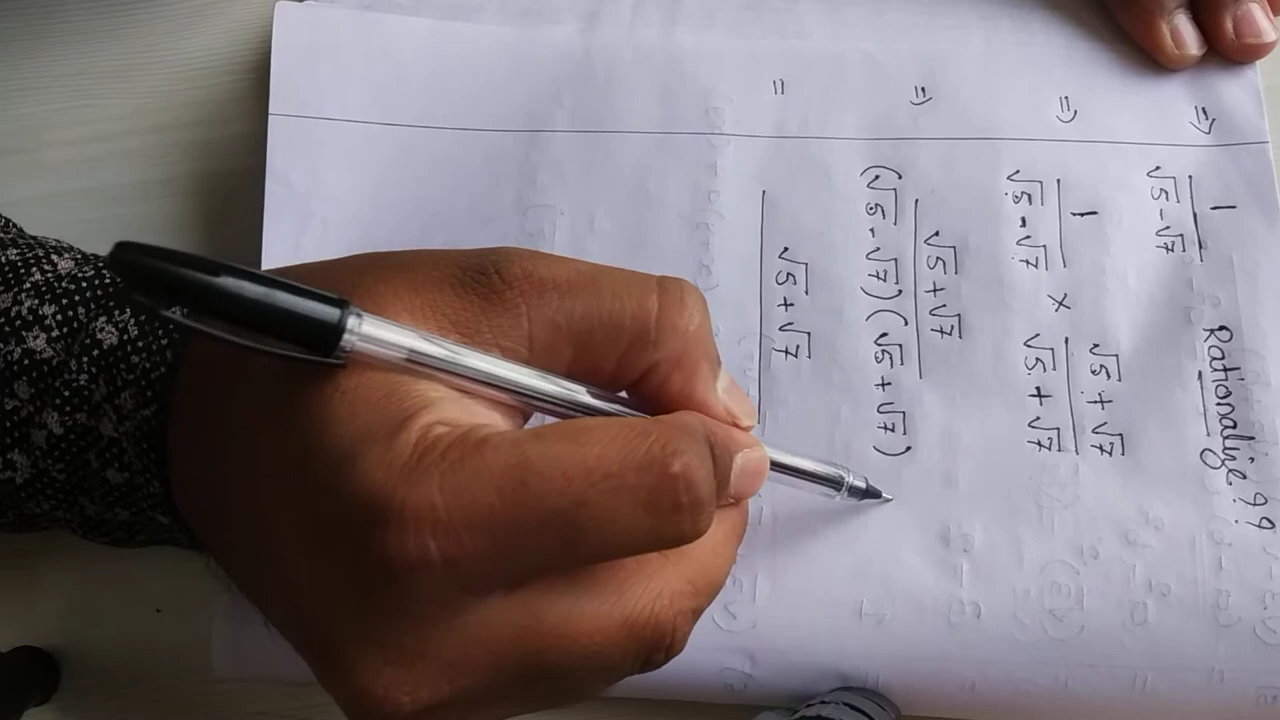 ⇒ 1/(√5-√7) Rationalize ??
⇒ 1/(√5-√7) × (√5+√7)/(√5+√7)
⇒ (√5+√7)/((√5-√7)(√5+√7))
= √5+√7